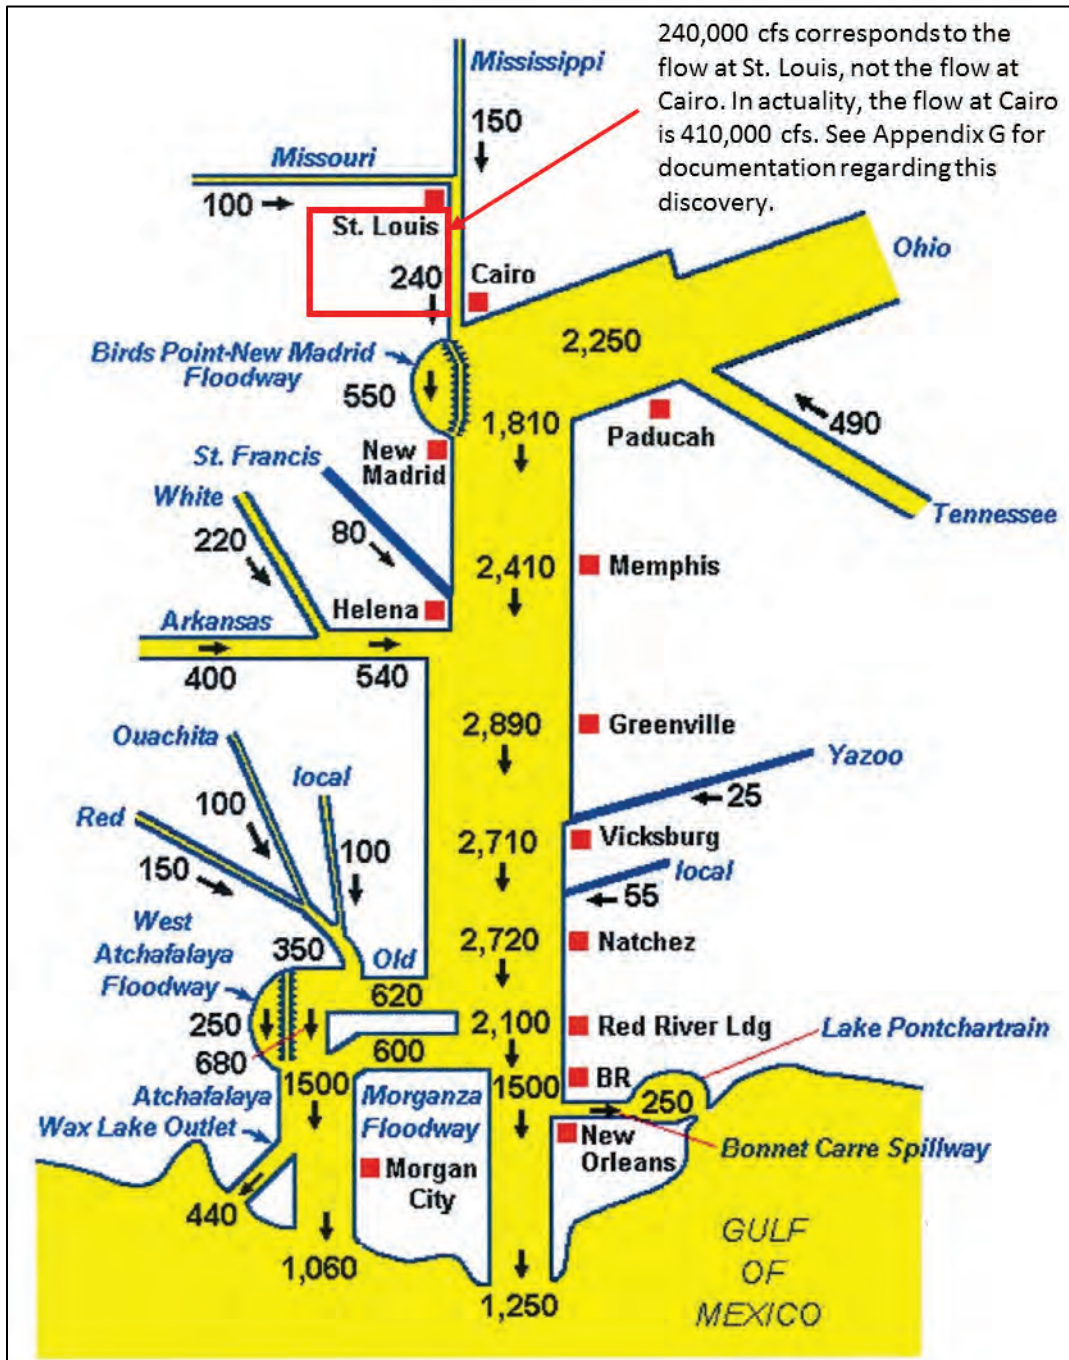 240,000 cfs corresponds to the
flow at St. Louis, not the flow at
Cairo. In actuality, the flow at Cairo
is 410,000 cfs. See Appendix G for
documentation regarding this
discovery.
Mississippi
150
Missouri
100
St. Louis
240
Cairo
Ohio
2,250
Birds Point-New Madrid
Floodway
550
1,810
Paducah
490
Tennessee
New
Madrid
St. Francis
White
220
80
2,410
Memphis
Helena
Arkansas
400
540
2,890
Greenville
Ouachita
local
Yazoo
25
Red
100
100
150
2,710
Vicksburg
local
55
West
Atchafalaya
Floodway
350
Old
2,720
Natchez
620
250
2,100
Red River Ldg
Lake Pontchartrain
680
600
1500
Morganza
Floodway
1500
BR
250
Atchafalaya
Wax Lake Outlet
New
Orleans
Bonnet Carre Spillway
Morgan
City
440
1,060
1,250
GULF
OF
MEXICO